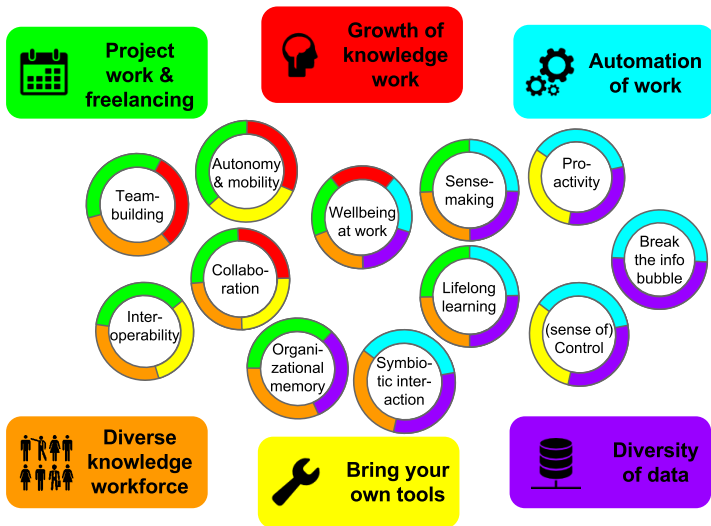 Project
work &
freelancing
Growth of
knowledge
work
Automation
of work
Team-
building
Autonomy
& mobility
Wellbeing
at work
Sense-
making
Pro-
activity
Break
the info
bubble
Collabo-
ration
Lifelong
learning
Inter-
operability
Organi-
zational
memory
Symbio-
tic inter-
action
(sense of)
Control
Diverse
knowledge
workforce
Bring your
own tools
Diversity
of data